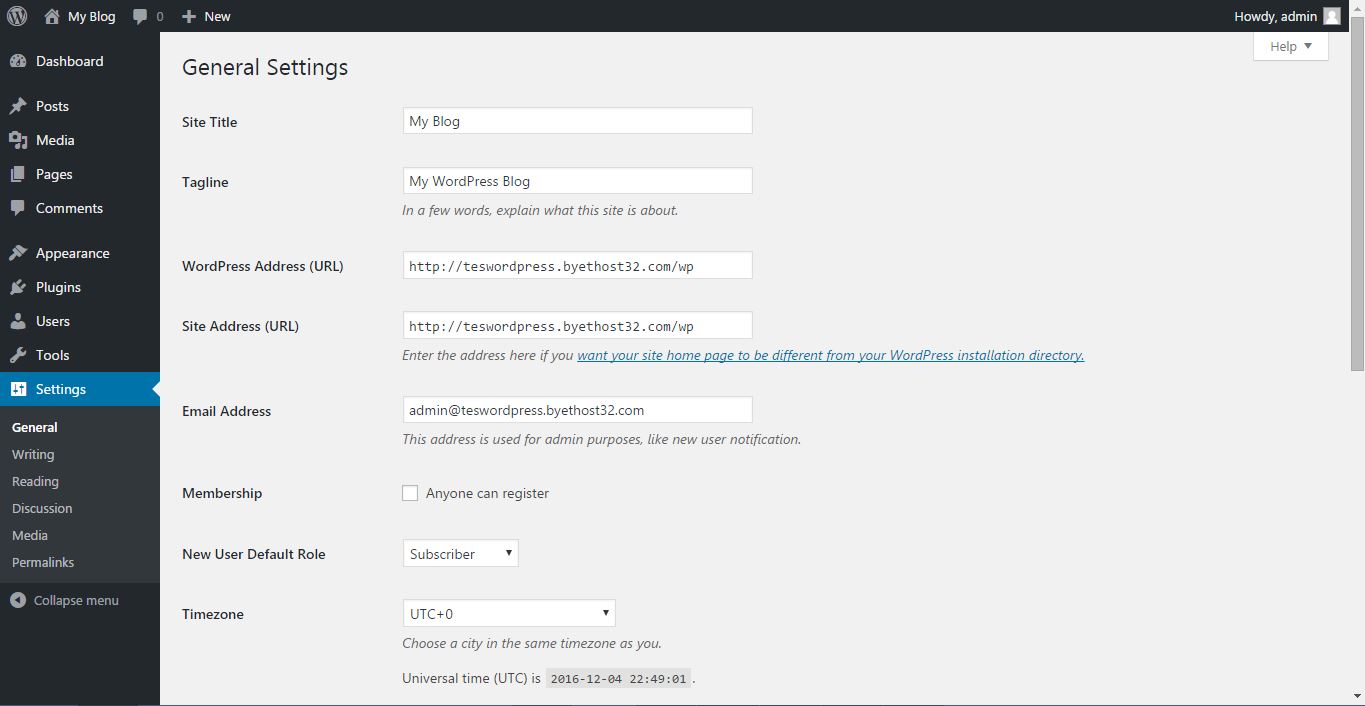 My Blog 0 New Howdy, admin
Help
Dashboard
Posts
Media
Pages
Comments
Appearance
Plugins
Users
Tools
Settings
General
Writing
Reading
Discussion
Media
Permalinks
Collapse menu
General Settings
Site Title My Blog
Tagline My WordPress Blog
In a few words, explain what this site is about.
WordPress Address (URL) http://teswordpress.byethost32.com/wp
Site Address (URL) http://teswordpress.byethost32.com/wp
Enter the address here if you want your site home page to be different from your WordPress installation directory.
Email Address admin@teswordpress.byethost32.com
This address is used for admin purposes, like new user notification.
Membership Anyone can register
New User Default Role Subscriber
Timezone UTC+0
Choose a city in the same timezone as you.
Universal time (UTC) is 2016-12-04 22:49:01 .